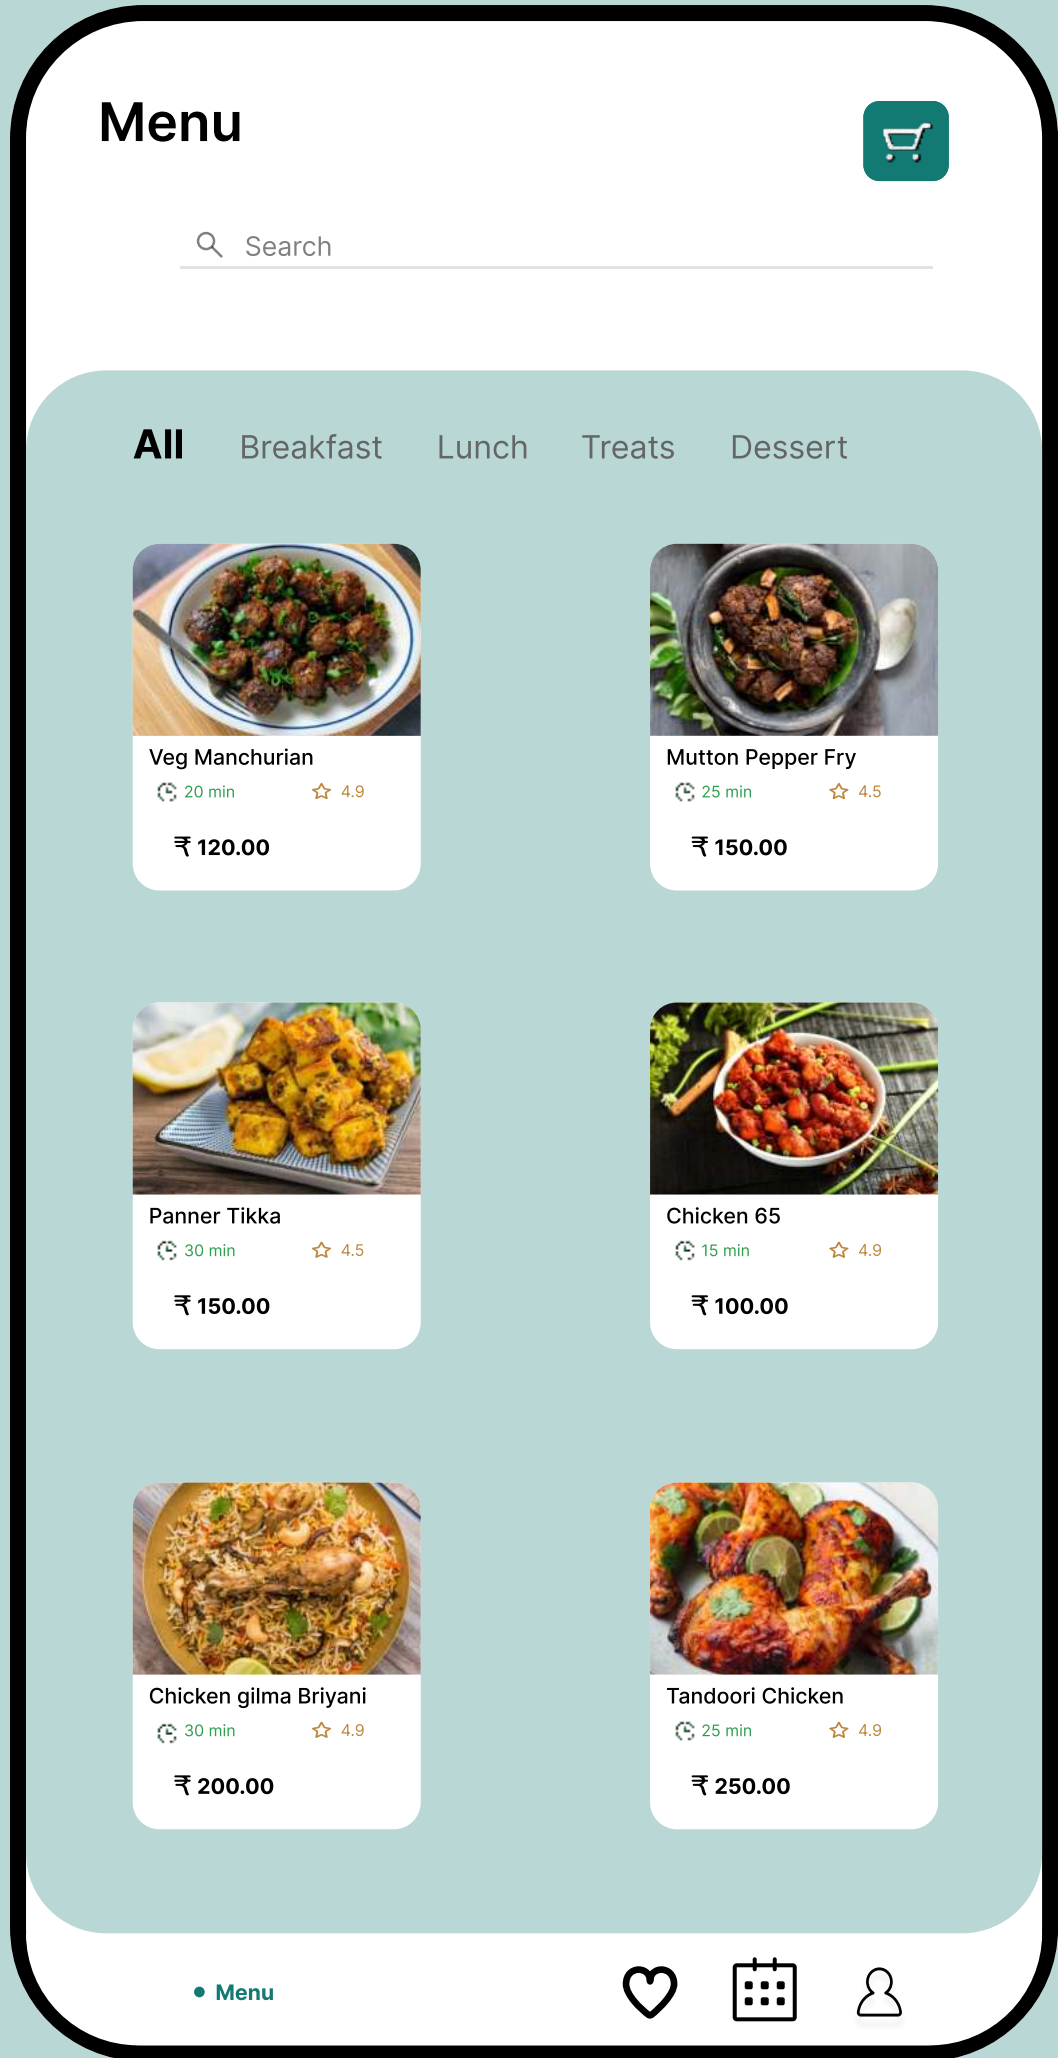 Menu
Search
All Breakfast Lunch Treats Dessert
Veg Manchurian
20 min 4.9
₹ 120.00
Mutton Pepper Fry
25 min 4.5
₹ 150.00
Panner Tikka
30 min 4.5
₹ 150.00
Chicken 65
15 min 4.9
₹ 100.00
Chicken gilma Briyani
30 min 4.9
₹ 200.00
Tandoori Chicken
25 min 4.9
₹ 250.00
Menu